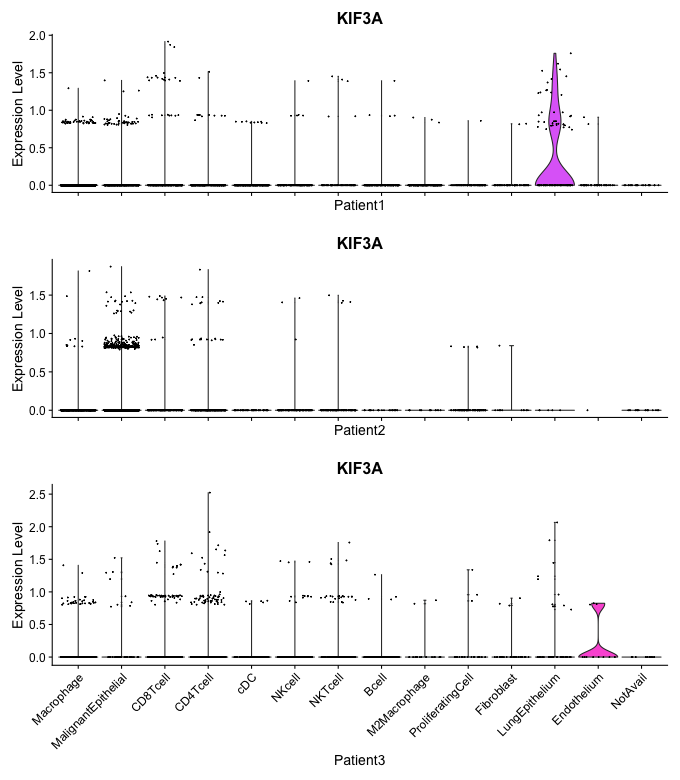 KIF3A
Expression Level
2.0
1.5
1.0
0.5
0.0
Patient1
KIF3A
Expression Level
1.5
1.0
0.5
0.0
Patient2
KIF3A
Expression Level
2.5
2.0
1.5
1.0
0.5
0.0
Macrophage
MalignantEpithelial
CD8Tcell
CD4Tcell
cDC
NKcell
NKTcell
Bcell
M2Macrophage
ProliferatingCell
Fibroblast
LungEpithelium
Endothelium
NotAvail
Patient3